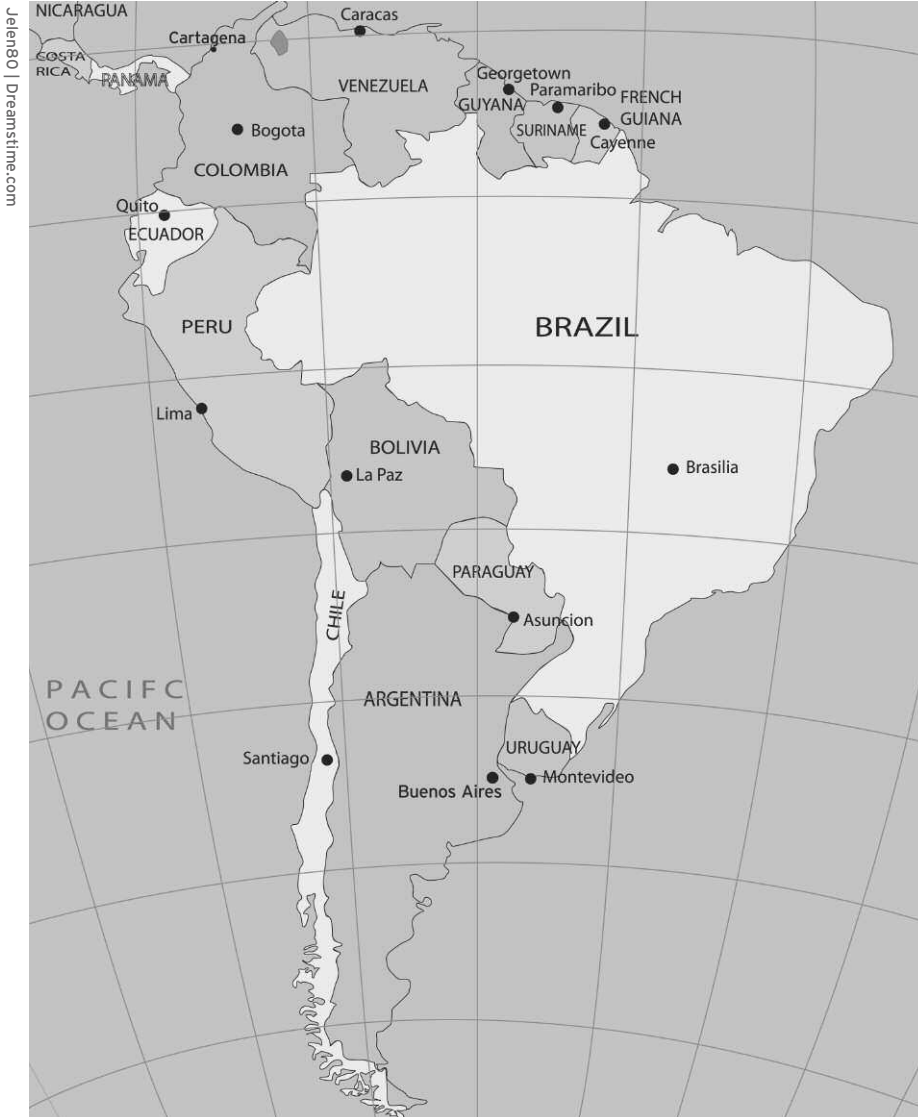 Jelen80 | Dreamstime.com
NICARAGUA
COSTA
RICA
PANAMA
Cartagena
Caracas
VENEZUELA
Georgetown
GUYANA
Paramaribo
SURINAME
FRENCH
GUIANA
Cayenne
Bogota
COLOMBIA
Quito
ECUADOR
PERU
BRAZIL
Lima
BOLIVIA
La Paz
Brasilia
PARAGUAY
Asuncion
CHILE
PACIFC
OCEAN
ARGENTINA
Santiago
URUGUAY
Buenos Aires
Montevideo